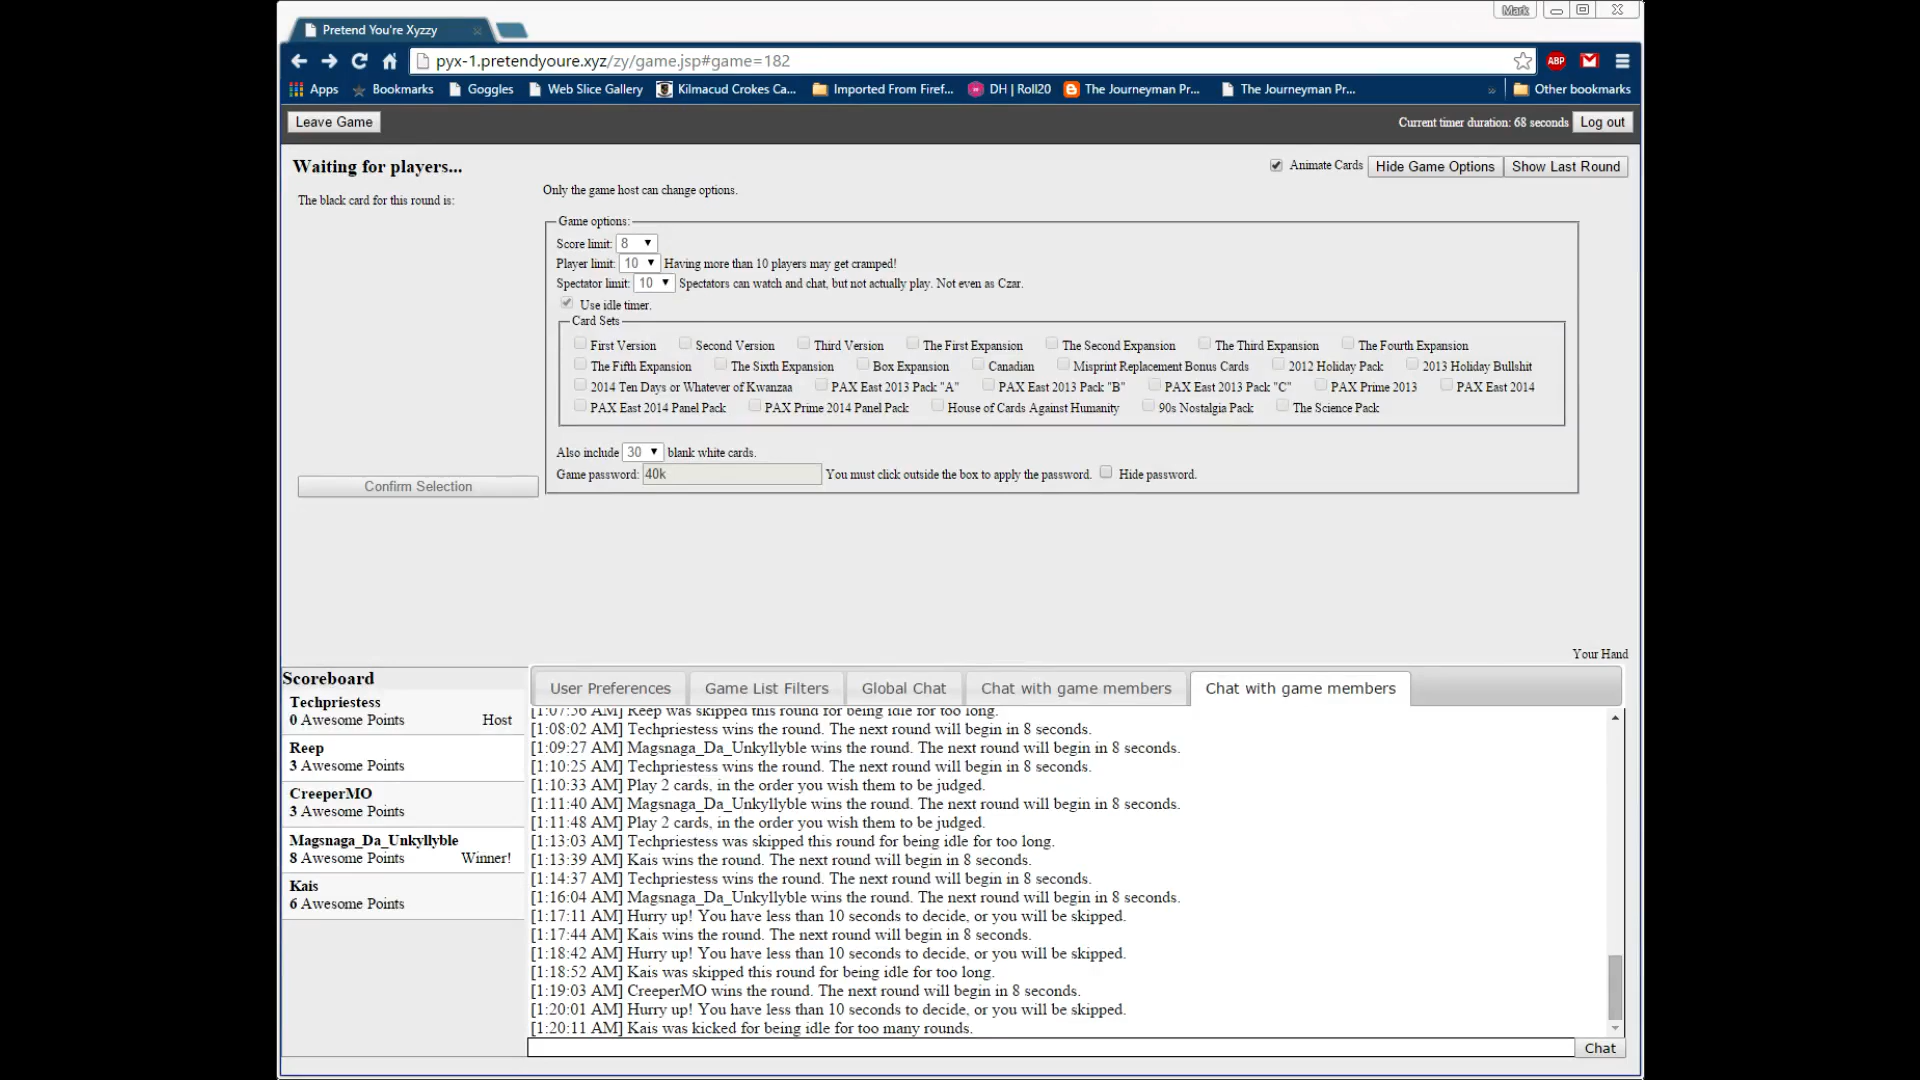 Mark
Pretend You're Xyzzy
pyx-1.pretendyoure.xyz/zy/game.jsp#game=182
ABP
Apps Bookmarks Goggles Web Slice Gallery Kilmacud Crokes Ca... Imported From Firef... DH | Roll20 The Journeyman Pr... The Journeyman Pr... » Other bookmarks
Leave Game
Current timer duration: 68 seconds Log out
Waiting for players...
Animate Cards Hide Game Options Show Last Round
Only the game host can change options.
The black card for this round is:
Game options:
Score limit: 8
Player limit: 10 Having more than 10 players may get cramped!
Spectator limit: 10 Spectators can watch and chat, but not actually play. Not even as Czar.
Use idle timer.
Card Sets
First Version Second Version Third Version The First Expansion The Second Expansion The Third Expansion The Fourth Expansion
The Fifth Expansion The Sixth Expansion Box Expansion Canadian Misprint Replacement Bonus Cards 2012 Holiday Pack 2013 Holiday Bullshit
2014 Ten Days or Whatever of Kwanzaa PAX East 2013 Pack "A" PAX East 2013 Pack "B" PAX East 2013 Pack "C" PAX Prime 2013 PAX East 2014
PAX East 2014 Panel Pack PAX Prime 2014 Panel Pack House of Cards Against Humanity 90s Nostalgia Pack The Science Pack
Also include 30 blank white cards.
Game password: 40k You must click outside the box to apply the password. Hide password.
Confirm Selection
Your Hand
Scoreboard
Techpriestess
0 Awesome Points Host
Reep
3 Awesome Points
CreeperMO
3 Awesome Points
Magsnaga_Da_Unkyllyble
8 Awesome Points Winner!
Kais
6 Awesome Points
User Preferences Game List Filters Global Chat Chat with game members Chat with game members
[1:07:36 AM] Reep was skipped this round for being idle for too long.
[1:08:02 AM] Techpriestess wins the round. The next round will begin in 8 seconds.
[1:09:27 AM] Magsnaga_Da_Unkyllyble wins the round. The next round will begin in 8 seconds.
[1:10:25 AM] Techpriestess wins the round. The next round will begin in 8 seconds.
[1:10:33 AM] Play 2 cards, in the order you wish them to be judged.
[1:11:40 AM] Magsnaga_Da_Unkyllyble wins the round. The next round will begin in 8 seconds.
[1:11:48 AM] Play 2 cards, in the order you wish them to be judged.
[1:13:03 AM] Techpriestess was skipped this round for being idle for too long.
[1:13:39 AM] Kais wins the round. The next round will begin in 8 seconds.
[1:14:37 AM] Techpriestess wins the round. The next round will begin in 8 seconds.
[1:16:04 AM] Magsnaga_Da_Unkyllyble wins the round. The next round will begin in 8 seconds.
[1:17:11 AM] Hurry up! You have less than 10 seconds to decide, or you will be skipped.
[1:17:44 AM] Kais wins the round. The next round will begin in 8 seconds.
[1:18:42 AM] Hurry up! You have less than 10 seconds to decide, or you will be skipped.
[1:18:52 AM] Kais was skipped this round for being idle for too long.
[1:19:03 AM] CreeperMO wins the round. The next round will begin in 8 seconds.
[1:20:01 AM] Hurry up! You have less than 10 seconds to decide, or you will be skipped.
[1:20:11 AM] Kais was kicked for being idle for too many rounds.
Chat